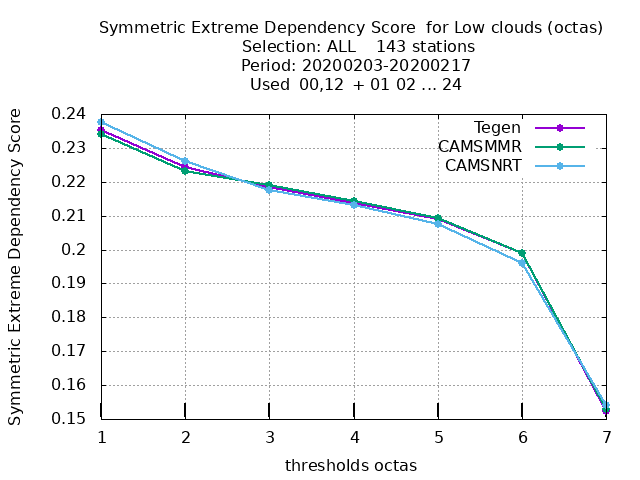 Symmetric Extreme Dependency Score  for Low clouds (octas)
Selection: ALL    143 stations
Period: 20200203-20200217
Used  00,12  + 01 02 ... 24
Symmetric Extreme Dependency Score
0.24
0.23
0.22
0.21
0.2
0.19
0.18
0.17
0.16
0.15
Tegen
CAMSMMR
CAMSNRT
1 2 3 4 5 6 7
thresholds octas